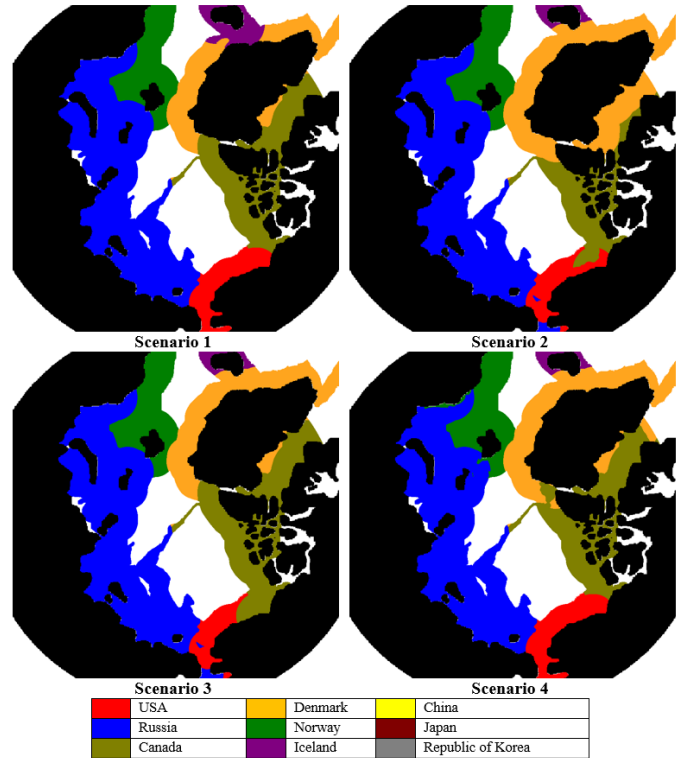 Scenario 1
Scenario 2
Scenario 3
Scenario 4
USA Denmark China
Russia Norway Japan
Canada Iceland Republic of Korea